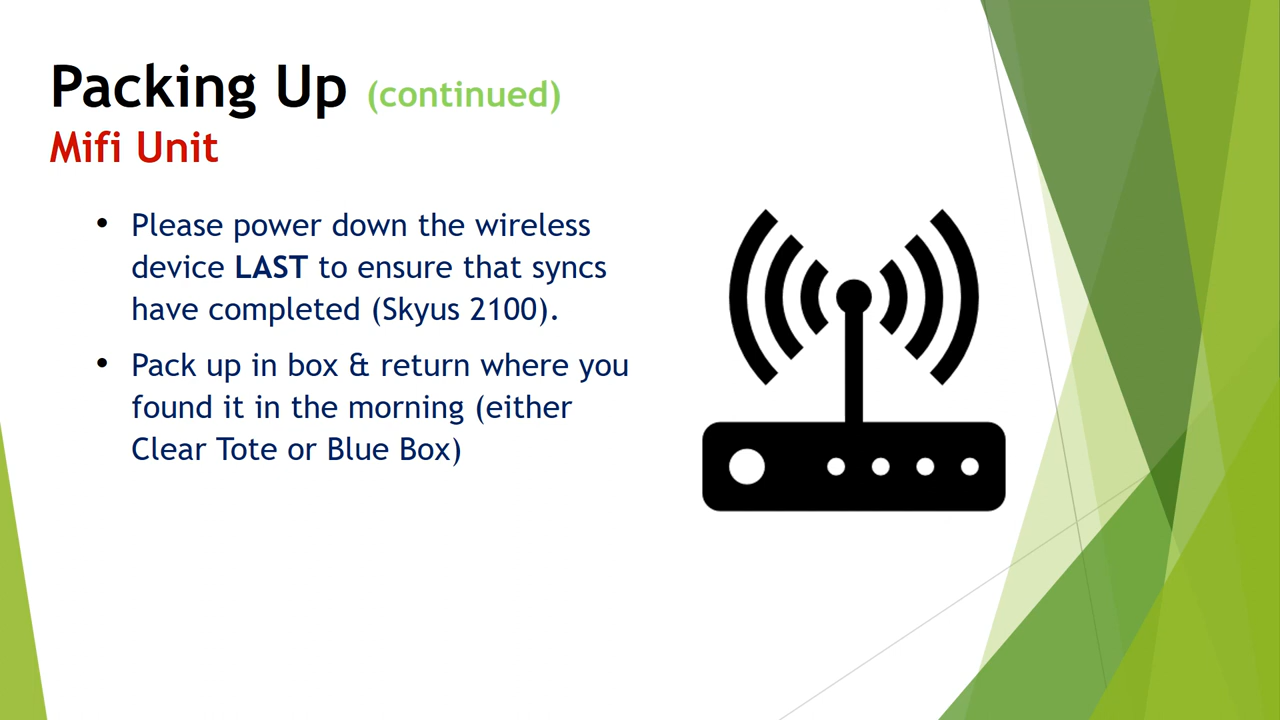 Packing Up (continued)
Mifi Unit
• Please power down the wireless
device LAST to ensure that syncs
have completed (Skyus 2100).
• Pack up in box & return where you
found it in the morning (either
Clear Tote or Blue Box)